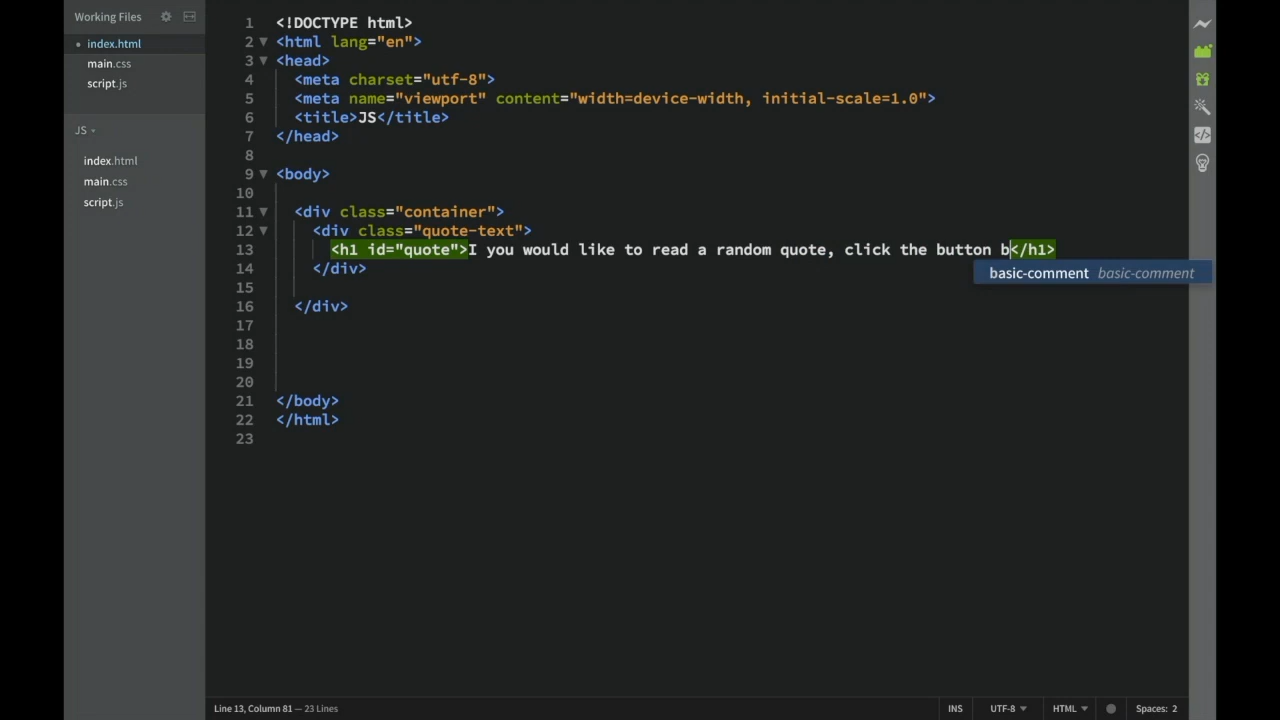 Working Files
index.html
main.css
script.js
JS
index.html
main.css
script.js
1 <!DOCTYPE html>
2 <html lang="en">
3 <head>
4 <meta charset="utf-8">
5 <meta name="viewport" content="width=device-width, initial-scale=1.0">
6 <title>JS</title>
7 </head>
8
9 <body>
10
11 <div class="container">
12 <div class="quote-text">
13 <h1 id="quote">I you would like to read a random quote, click the button b</h1>
basic-comment basic-comment
14 </div>
15
16 </div>
17
18
19
20
21 </body>
22 </html>
23
Line 13, Column 81 — 23 Lines
INS UTF-8 HTML Spaces: 2